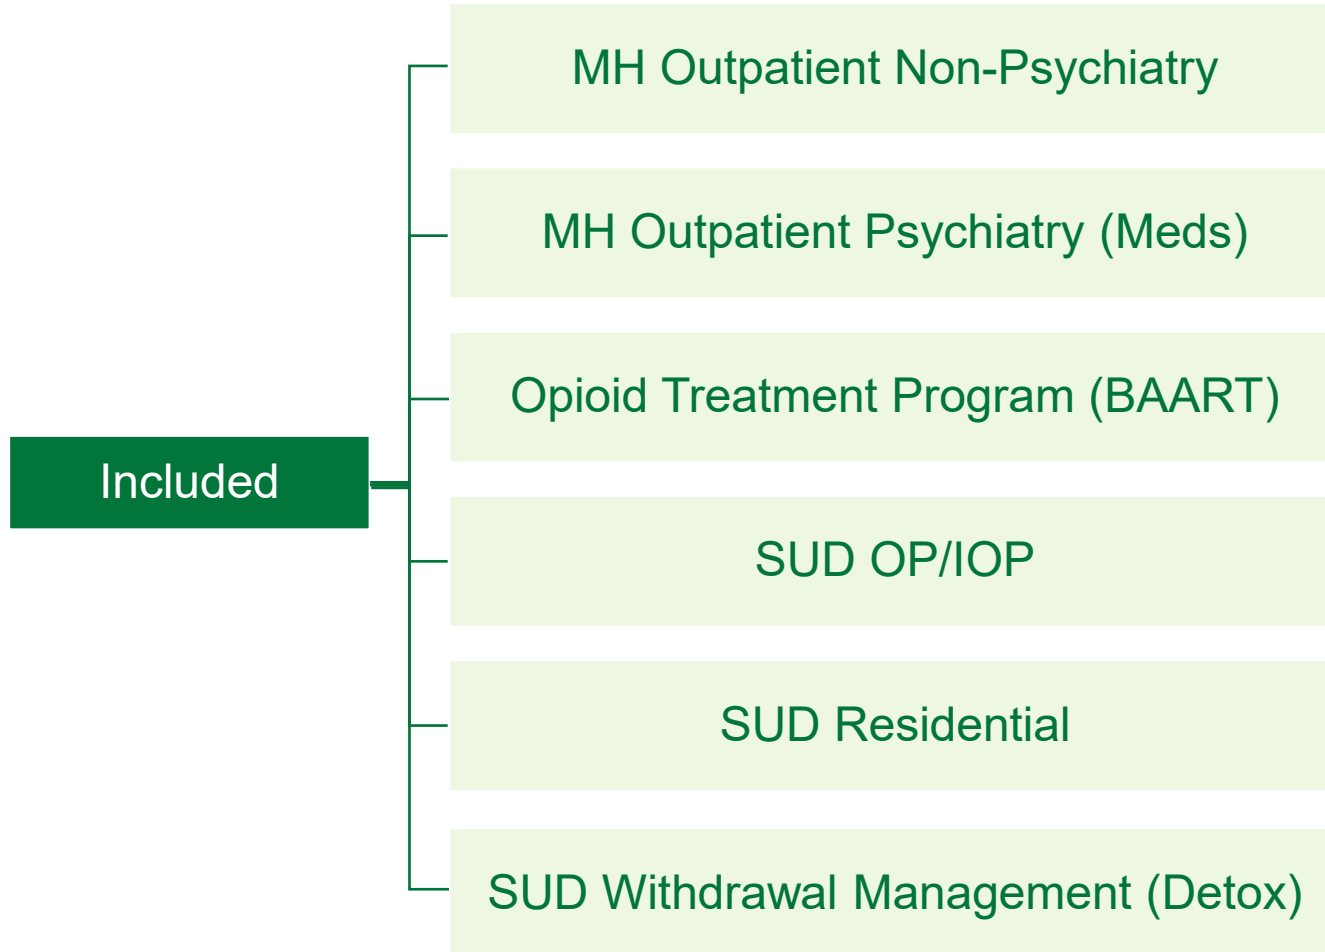 MH Outpatient Non-Psychiatry
MH Outpatient Psychiatry (Meds)
Opioid Treatment Program (BAART)
Included
SUD OP/IOP
SUD Residential
SUD Withdrawal Management (Detox)